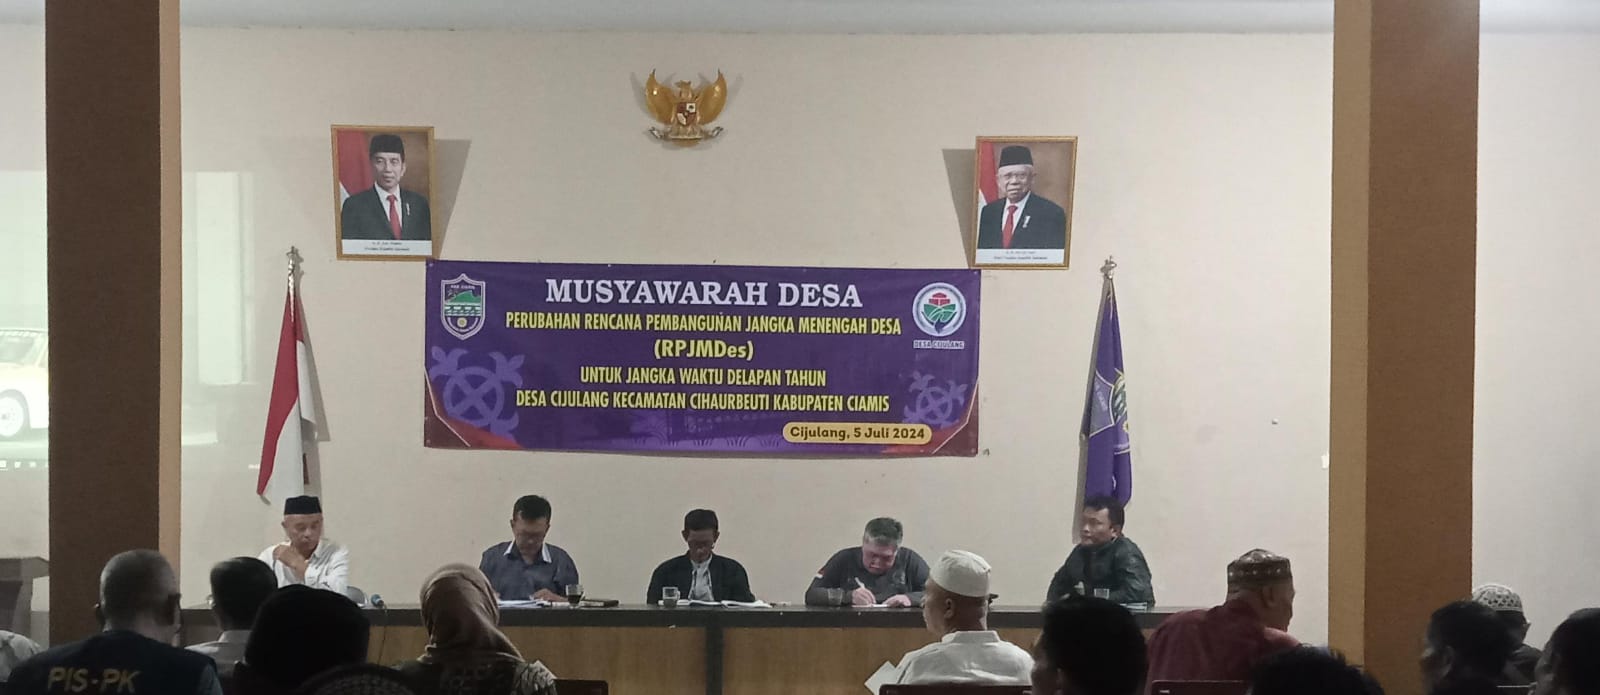 MUSYAWARAH DESA
PERUBAHAN RENCANA PEMBANGUNAN JANGKA MENENGAH DESA
(RPJMDes)
UNTUK JANGKA WAKTU DELAPAN TAHUN
DESA CIJULANG KECAMATAN CIHAURBEUTI KABUPATEN CIAMIS
Cijulang, 5 Juli 2024
DESA CIJULANG
PIS-PK